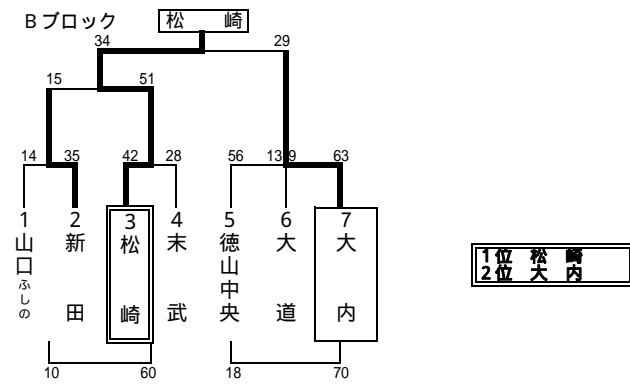 Bブロック
松 崎
34 29
15 51
14 35 42 28 56 13 9 63
1 2 3 4 5 6 7
山口ふしの
新田
松崎
末武
徳山中央
大道
大内
10 60 18 70
1位 松 崎
2位 大 内